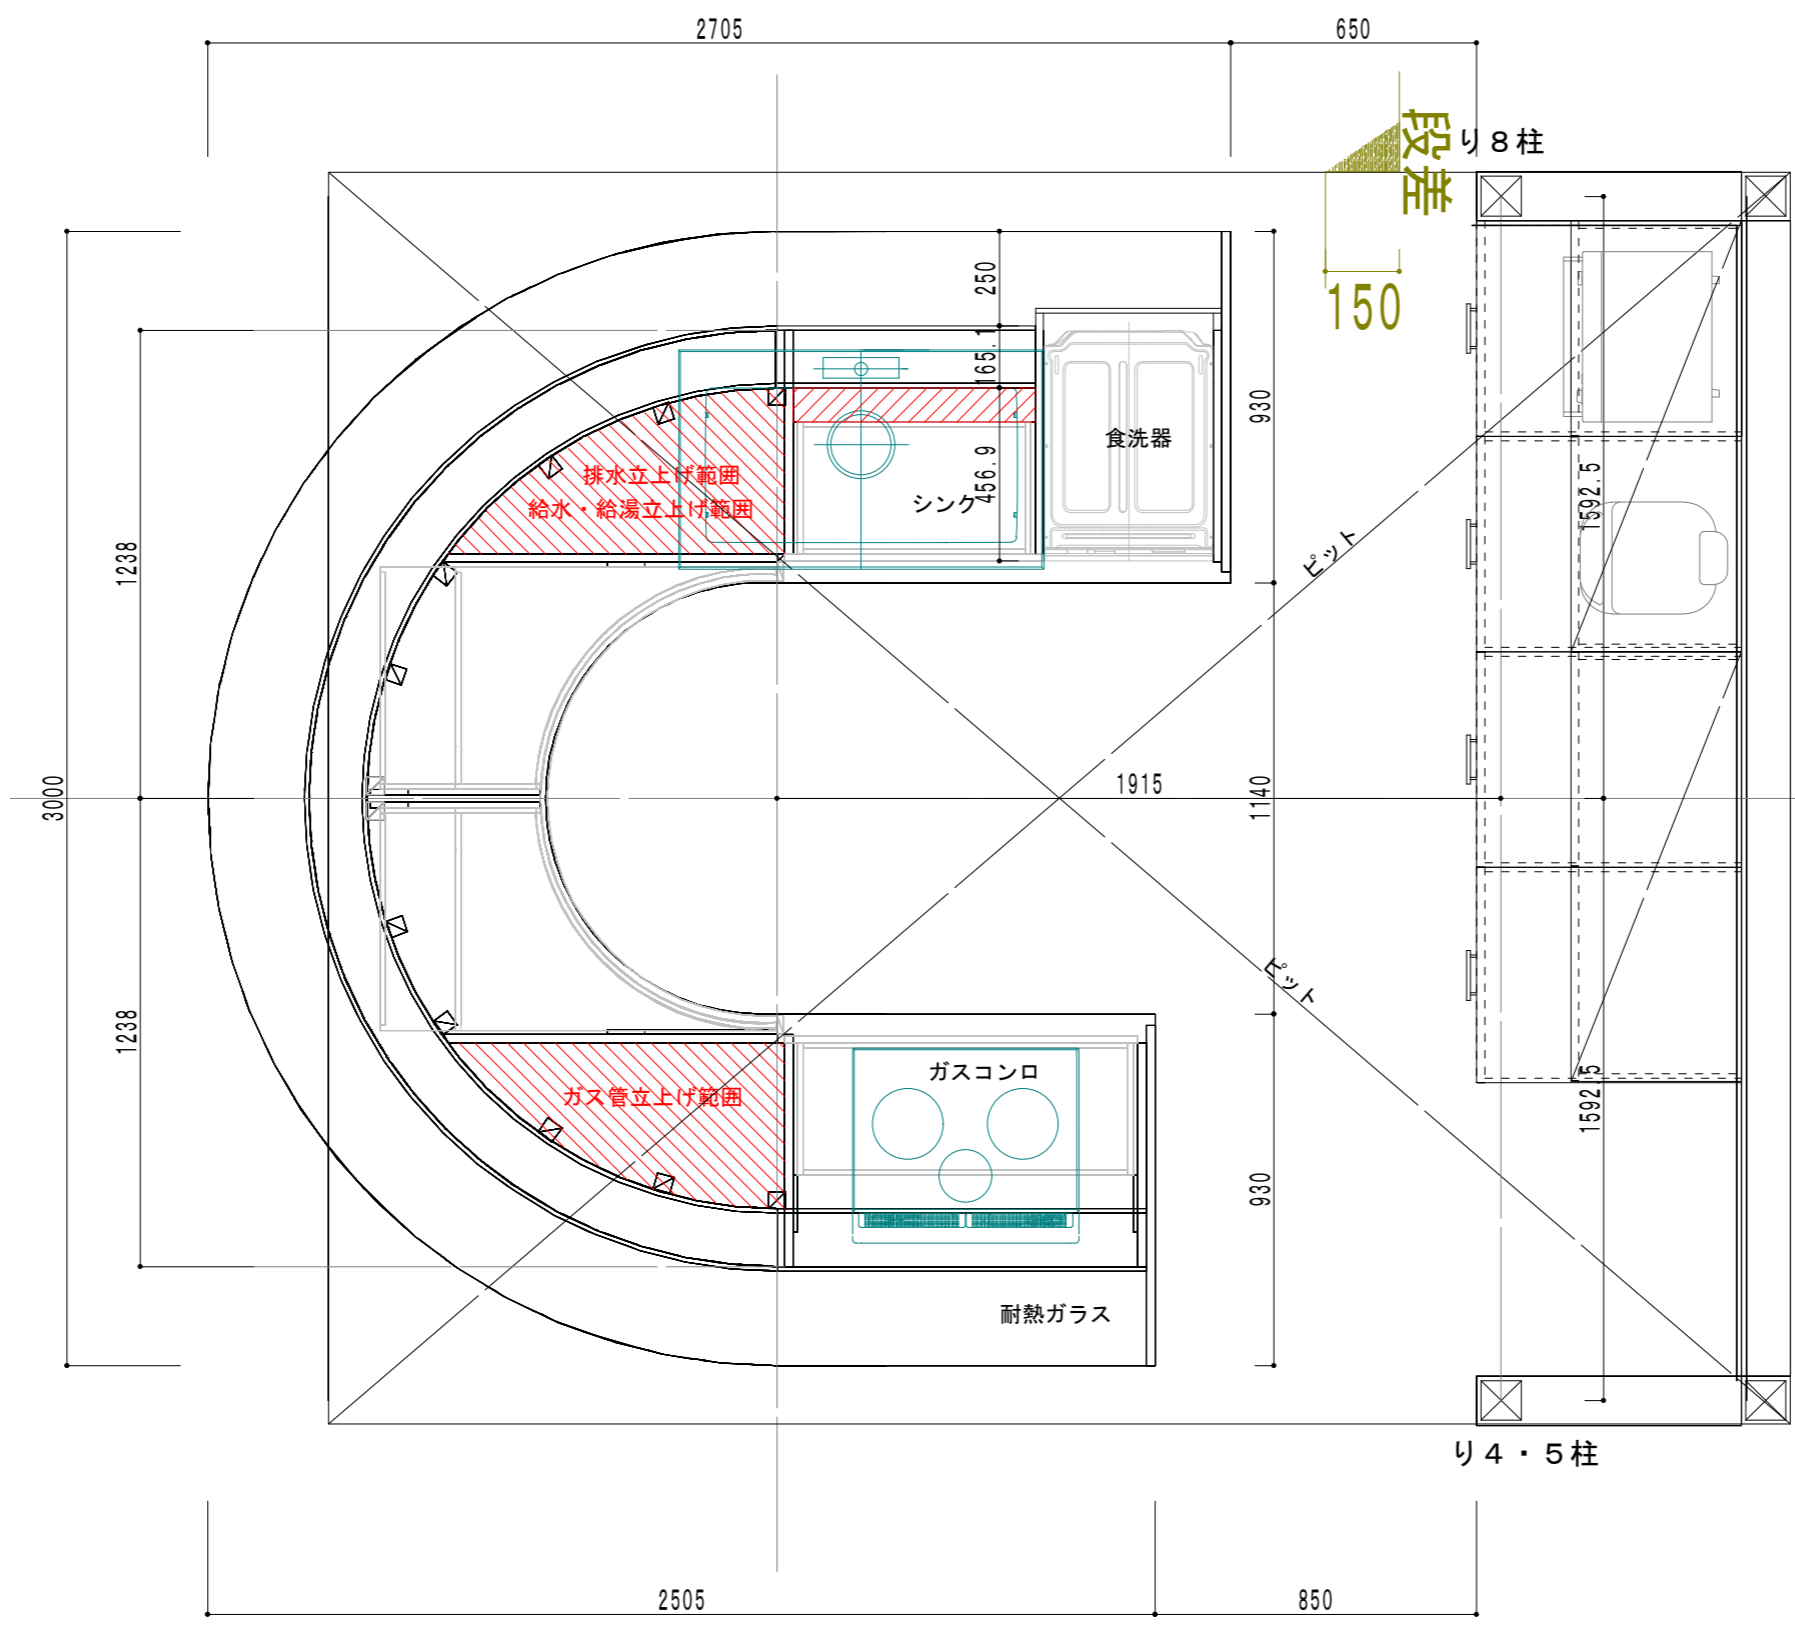 2705
650
段差
り８柱
150
250
165.1
456.9
930
食洗器
シンク
排水立上げ範囲
給水・給湯立上げ範囲
1592.5
ピット
1238
3000
1915
1140
ピット
1238
ガスコンロ
ガス管立上げ範囲
1592.5
930
耐熱ガラス
り４・５柱
2505
850